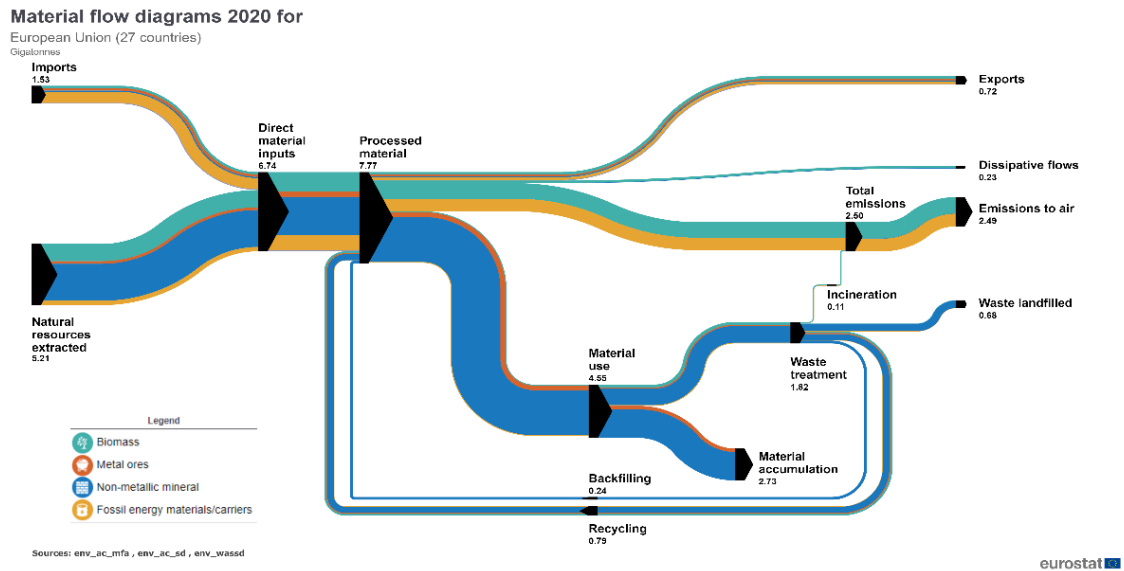 Material flow diagrams 2020 for
European Union (27 countries)
Gigatonnes
Imports
1.53
Exports
0.72
Direct
material
inputs
6.74
Processed
material
7.77
Dissipative flows
0.23
Total
emissions
2.50
Emissions to air
2.49
Incineration
0.11
Waste landfilled
0.68
Natural
resources
extracted
5.21
Material
use
4.55
Waste
treatment
1.82
Legend
Biomass
Metal ores
Non-metallic mineral
Fossil energy materials/carriers
Material
accumulation
2.73
Backfilling
0.24
Recycling
0.79
Sources: env_ac_mfa , env_ac_sd , env_wassd
eurostat